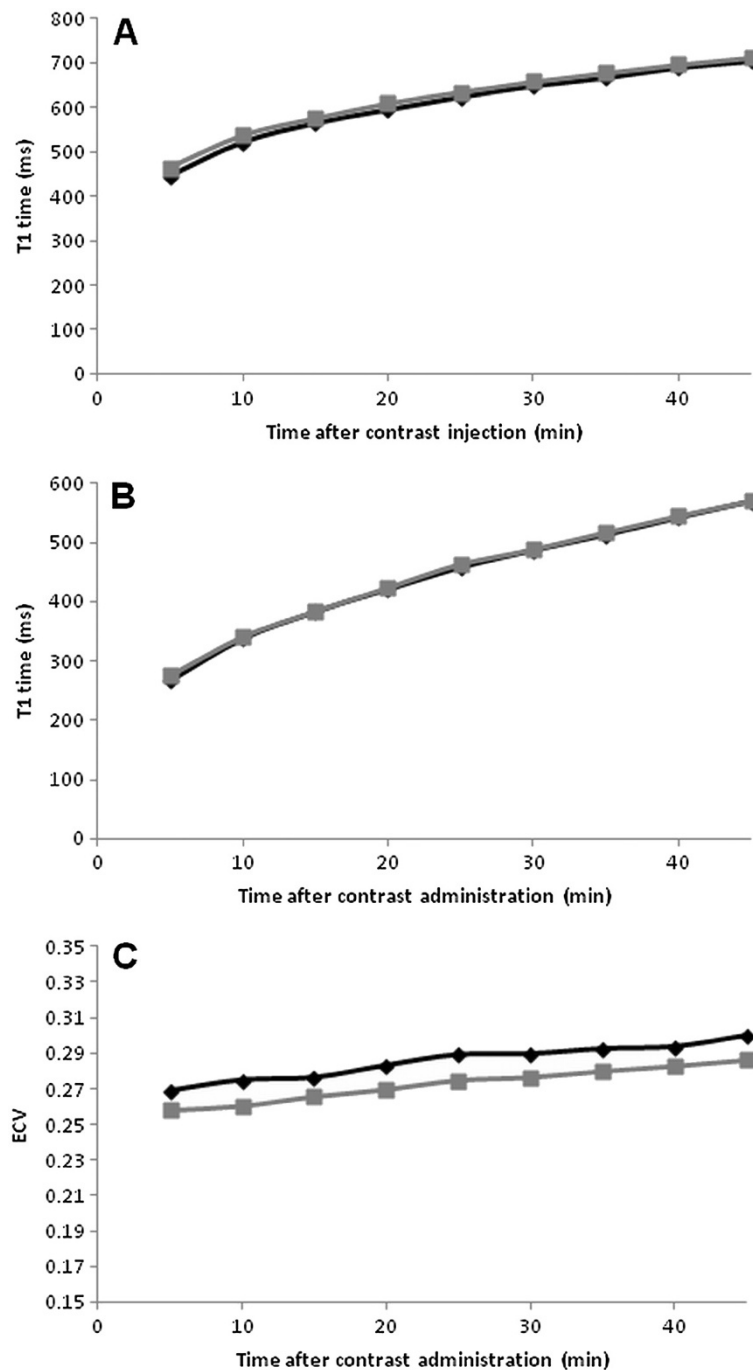 A
800
700
600
500
400
300
200
100
0
T1 time (ms)
0 10 20 30 40
Time after contrast injection (min)
B
600
500
400
300
200
100
0
T1 time (ms)
0 10 20 30 40
Time after contrast administration (min)
C
0.35
0.33
0.31
0.29
0.27
0.25
0.23
0.21
0.19
0.17
0.15
ECV
0 10 20 30 40
Time after contrast administration (min)